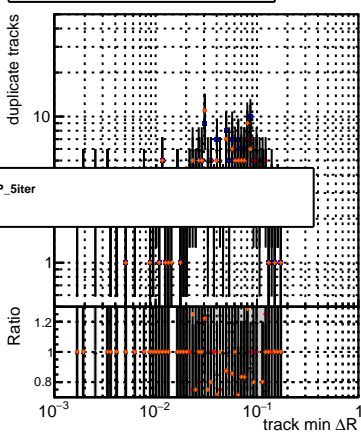 duplicate tracks
10
P_5iter
1
Ratio
1.2
1
0.8
10−3 10−2 10−1 1
track min ΔR